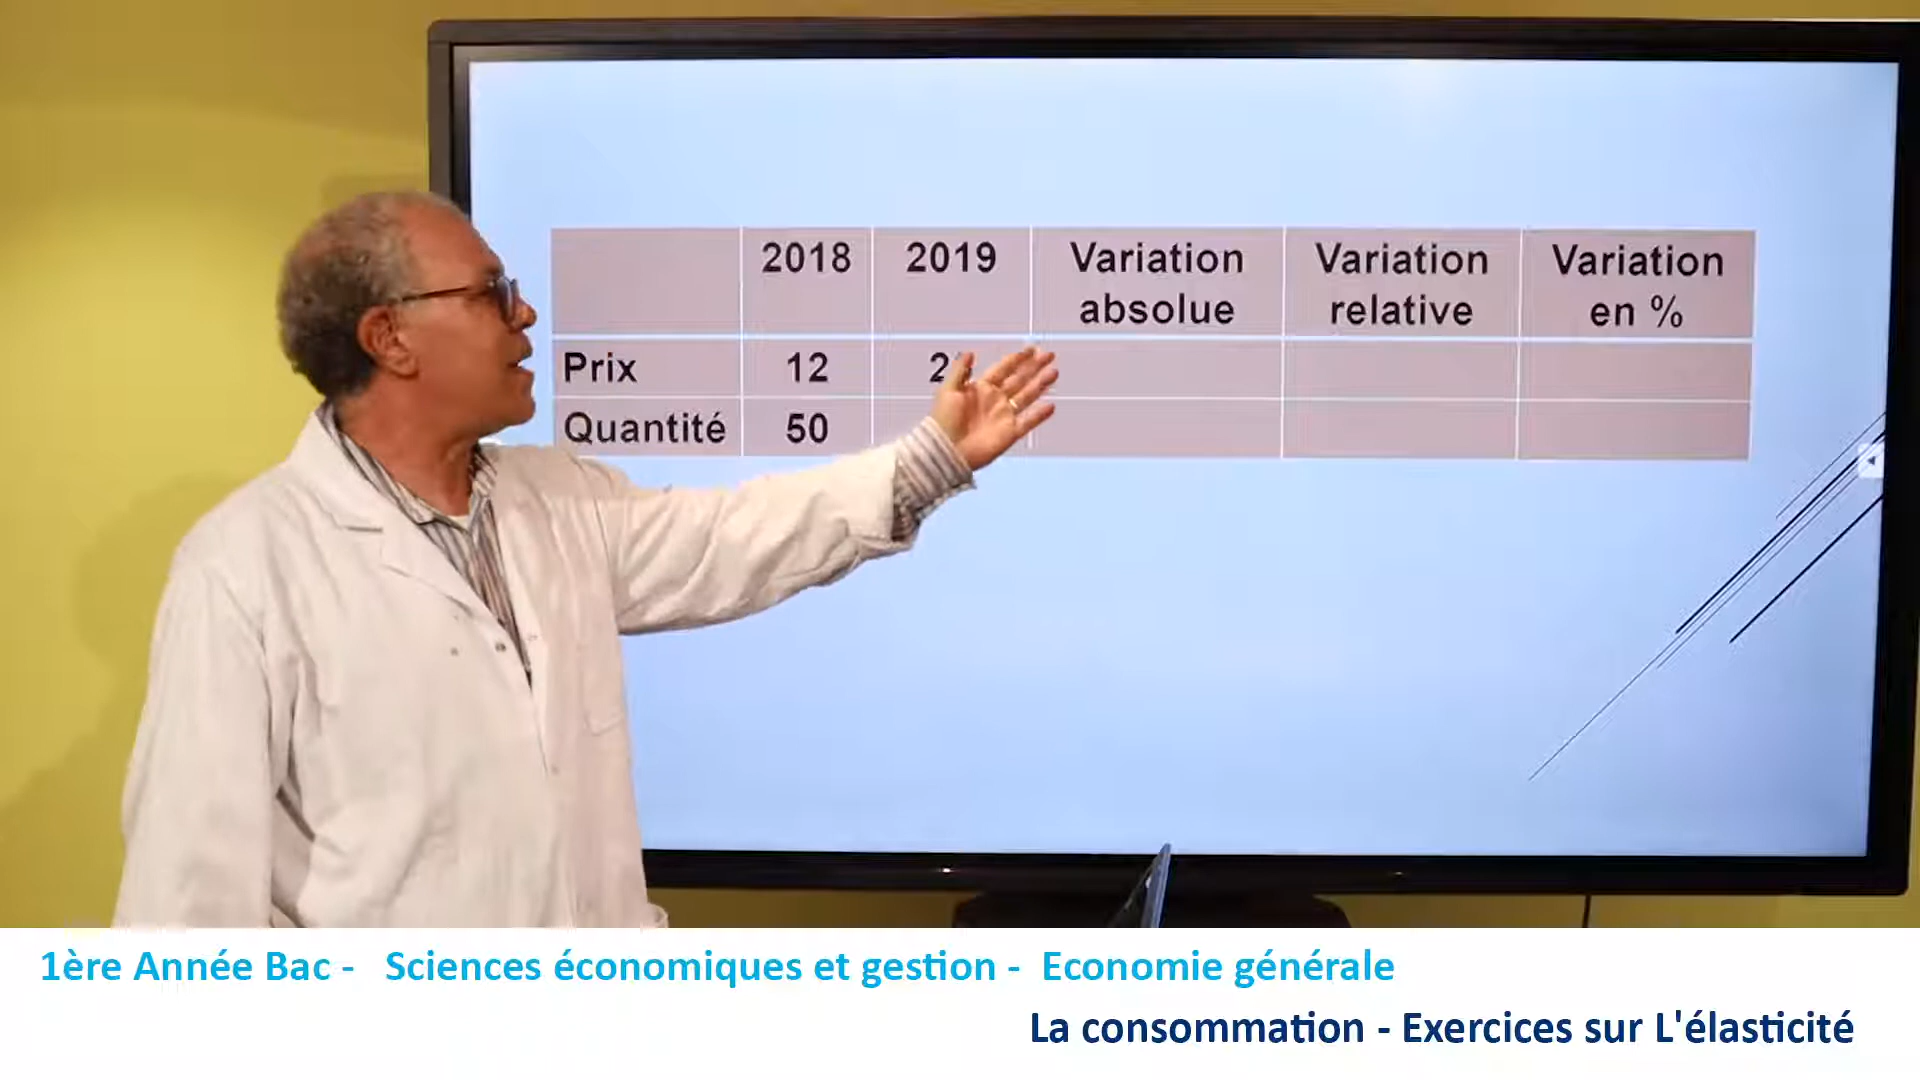 2018 2019 Variation absolue Variation relative Variation en %
Prix 12
Quantité 50
1ère Année Bac - Sciences économiques et gestion - Economie générale
La consommation - Exercices sur L'élasticité